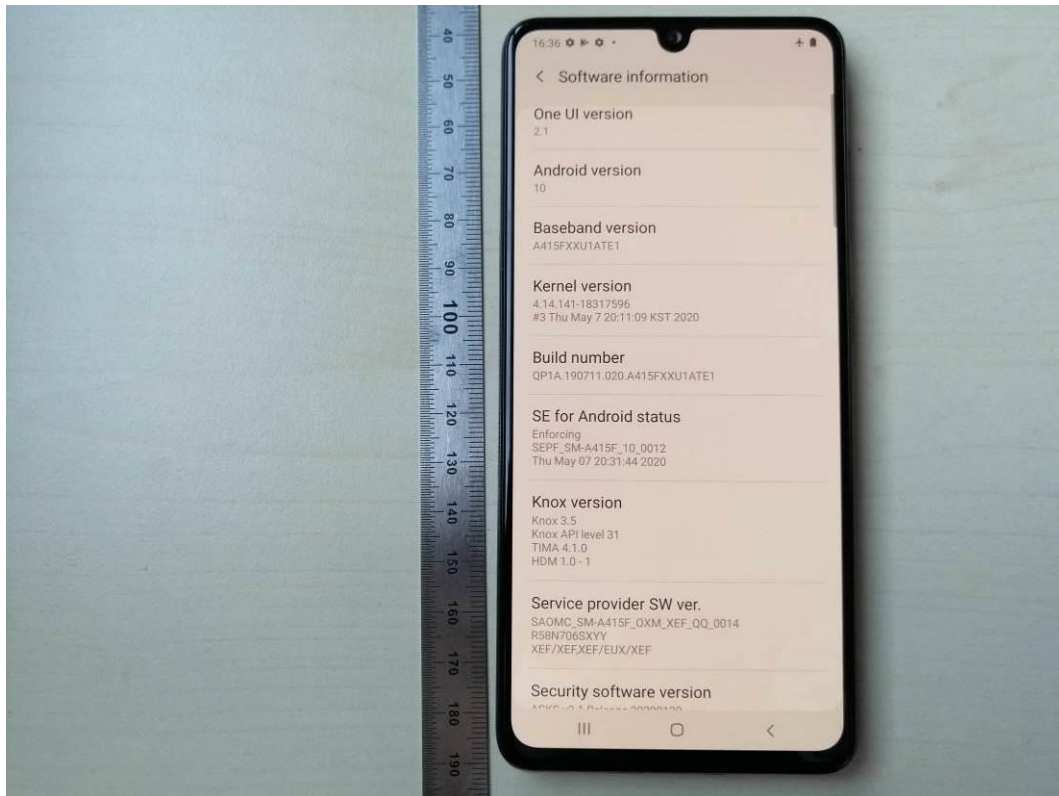 40
50
60
70
80
90
100
110
120
130
140
150
160
170
180
190
16:36
Software information
One UI version
2.1
Android version
10
Baseband version
A415FXXU1ATE1
Kernel version
4.14.141-18317596
#3 Thu May 7 20:11:09 KST 2020
Build number
QP1A.190711.020.A415FXXU1ATE1
SE for Android status
Enforcing
SEPF_SM-A415F_10_0012
Thu May 07 20:31:44 2020
Knox version
Knox 3.5
Knox API level 31
TIMA 4.1.0
HDM 1.0 - 1
Service provider SW ver.
SAOMC_SM-A415F_OXM_XEF_QQ_0014
R58N706SXYY
XEF/XEF,XEF/EUX/XEF
Security software version